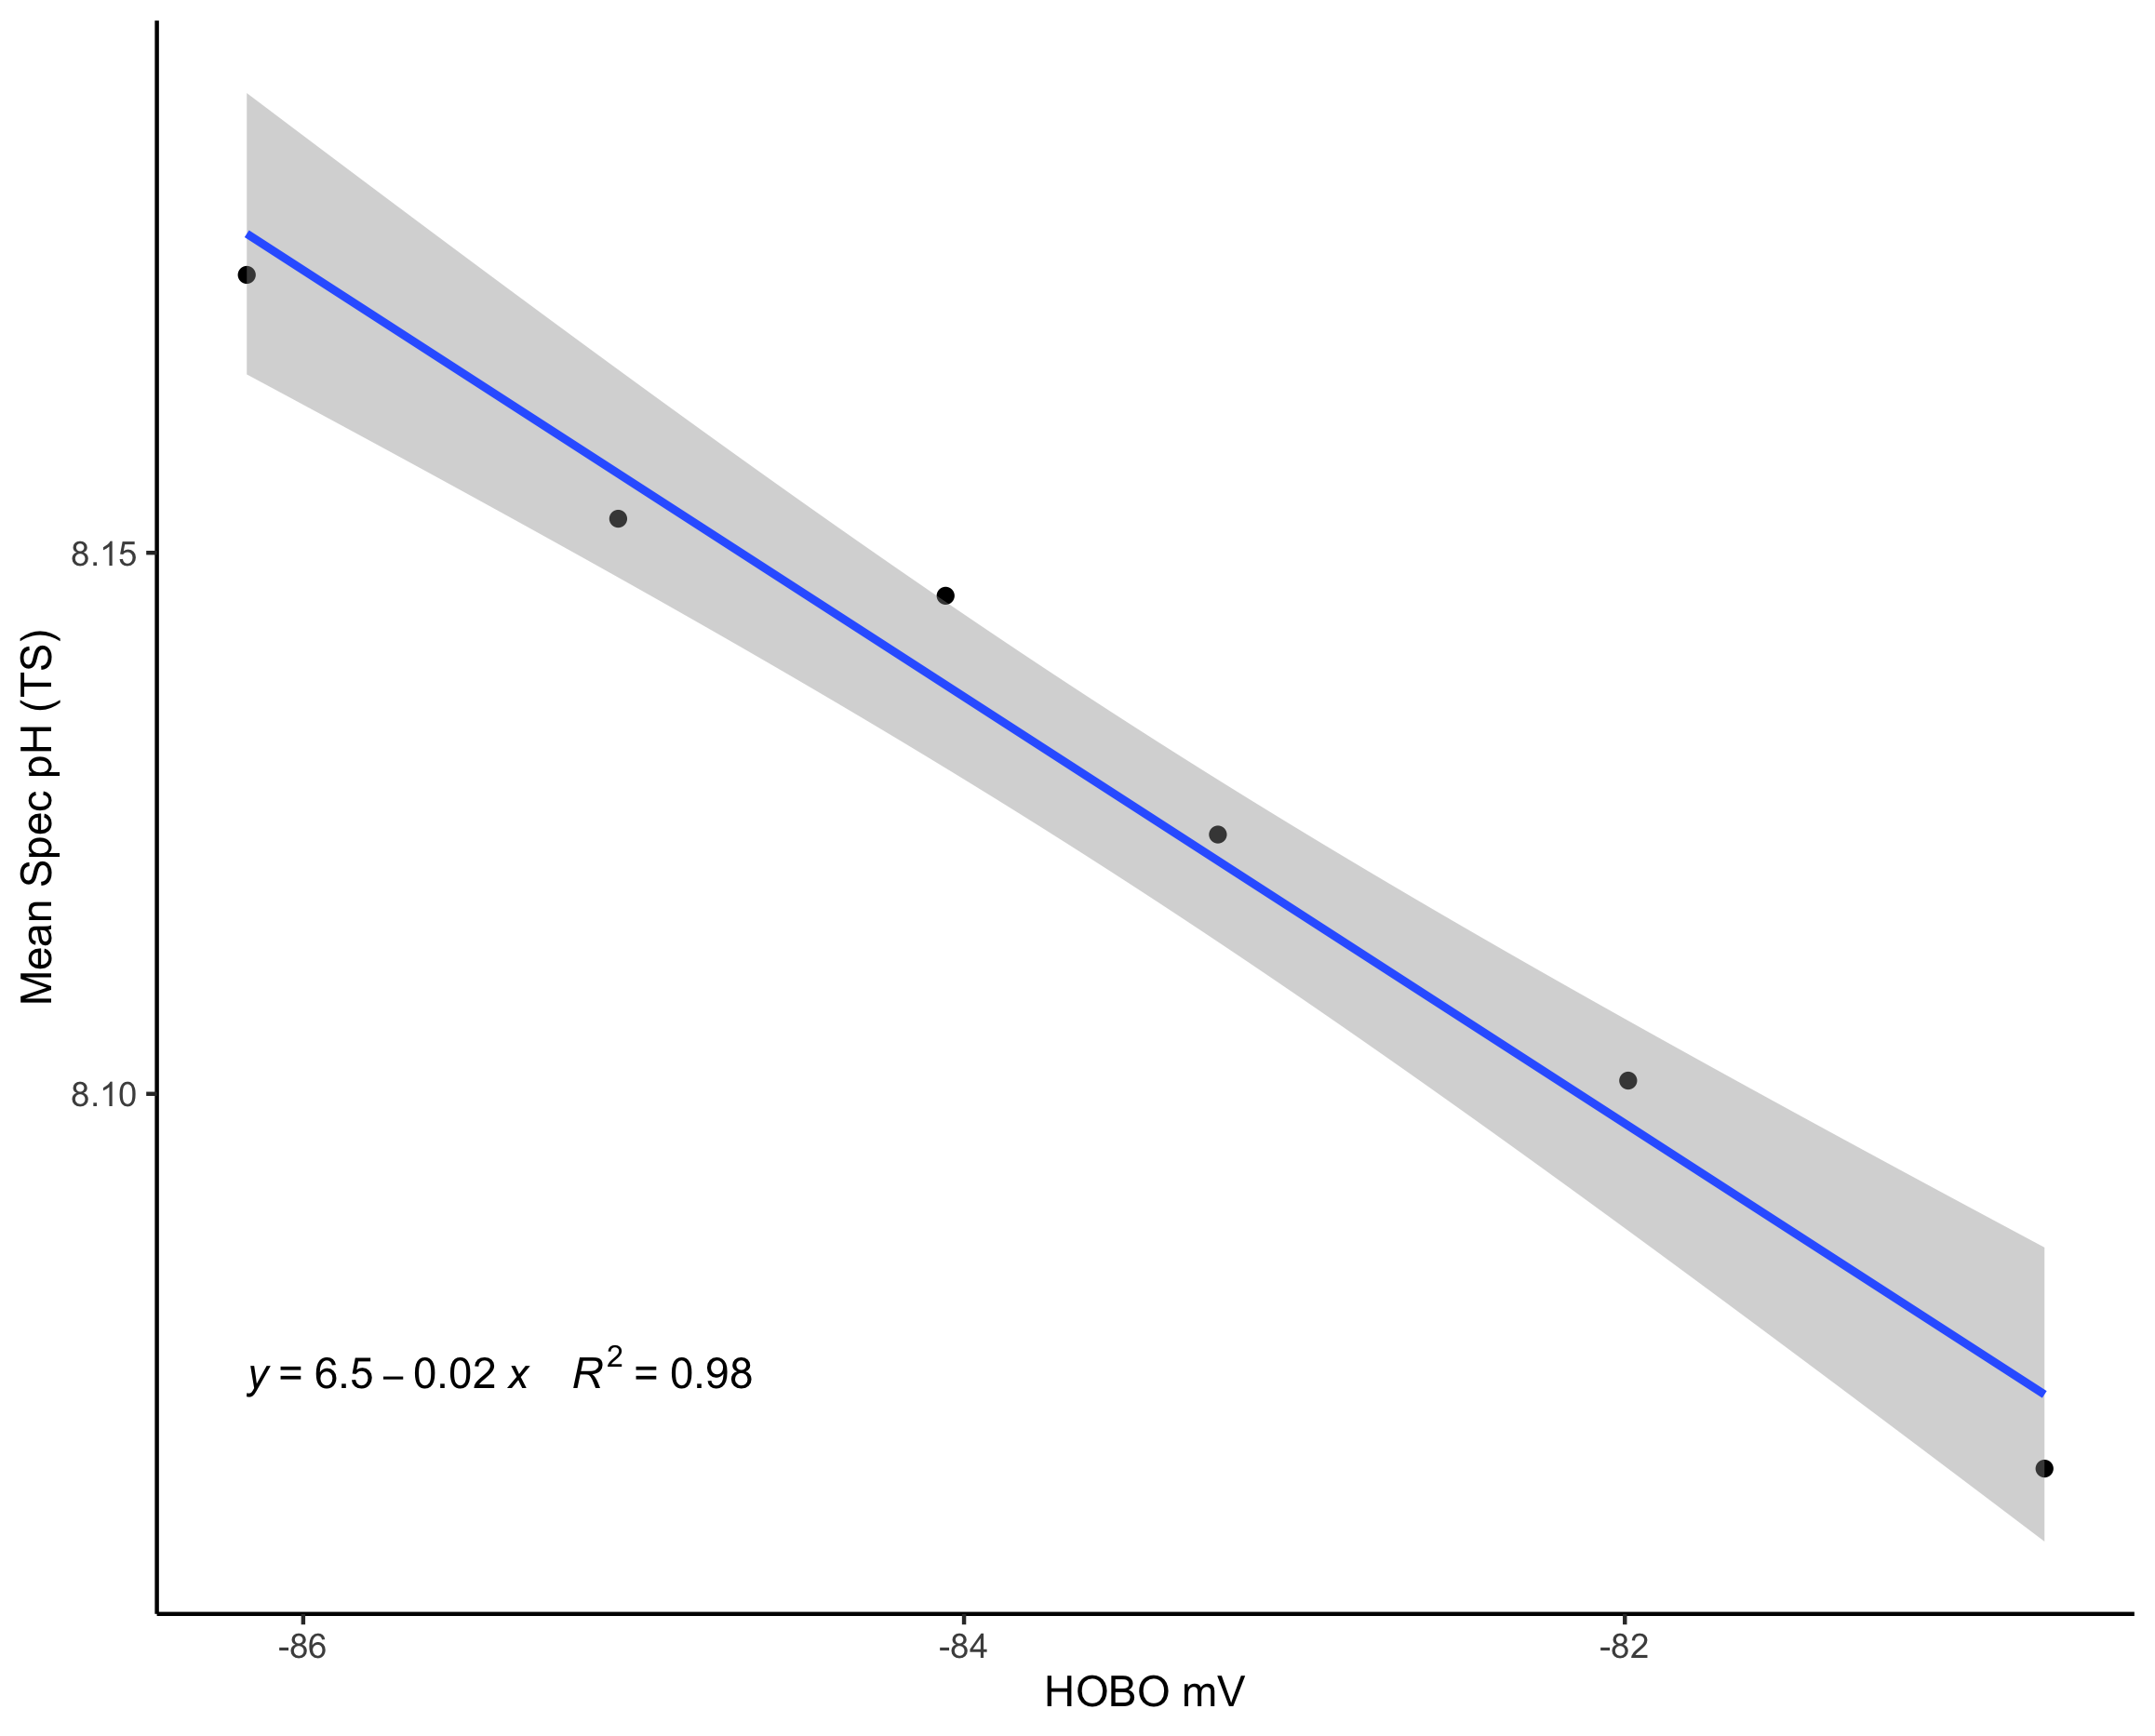 Mean Spec pH (TS)
8.15
8.10
y = 6.5 – 0.02 x R² = 0.98
-86
-84
-82
HOBO mV